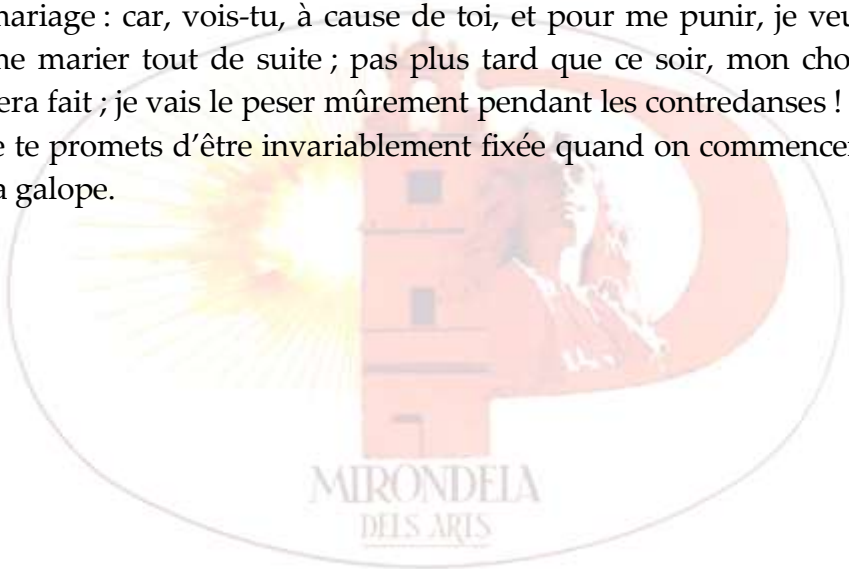 mariage : car, vois-tu, à cause de toi, et pour me punir, je veu
me marier tout de suite ; pas plus tard que ce soir, mon cho
era fait ; je vais le peser mûrement pendant les contredanses !
e te promets d'être invariablement fixée quand on commencer
a galope.
MIRONDELA
DELS ARTS